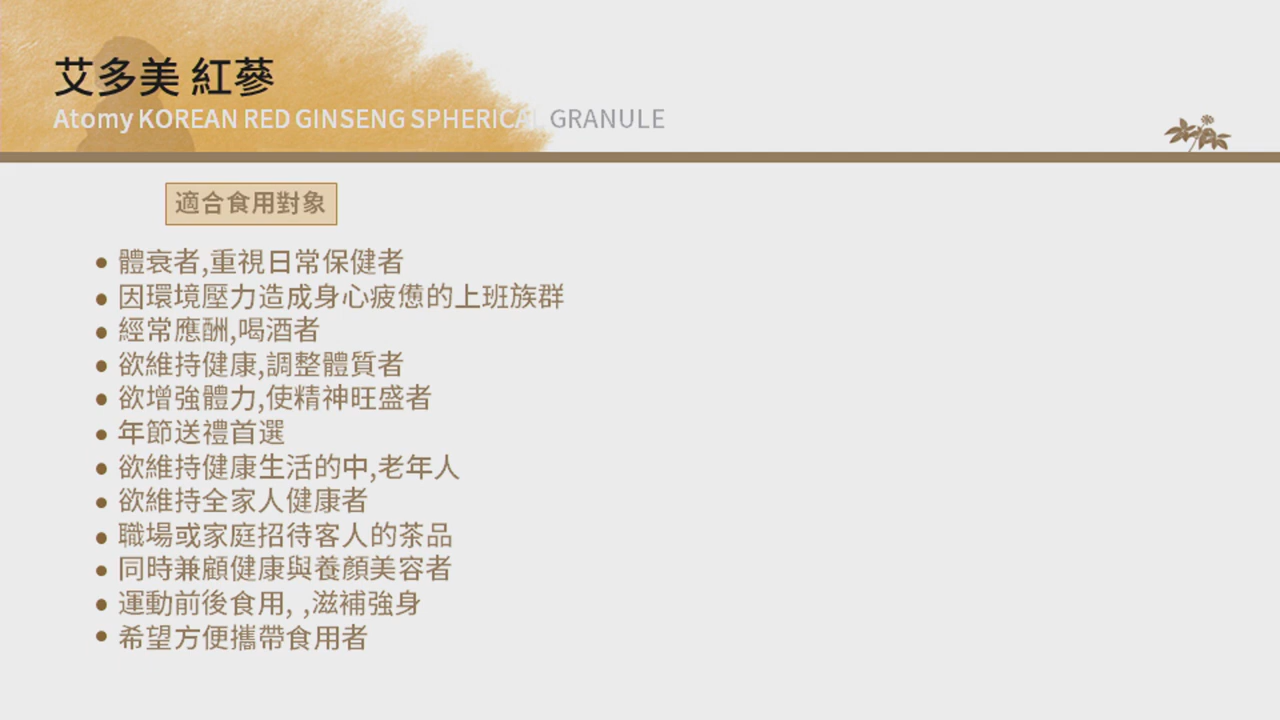 艾多美 紅蔘
Atomy KOREAN RED GINSENG SPHERICAL GRANULE
適合食用對象
● 體衰者,重視日常保健者
● 因環境壓力造成身心疲憊的上班族群
● 經常應酬,喝酒者
● 欲維持健康,調整體質者
● 欲增強體力,使精神旺盛者
● 年節送禮首選
● 欲維持健康生活的中,老年人
● 欲維持全家人健康者
● 職場或家庭招待客人的茶品
● 同時兼顧健康與養顏美容者
● 運動前後食用, ,滋補強身
● 希望方便攜帶食用者